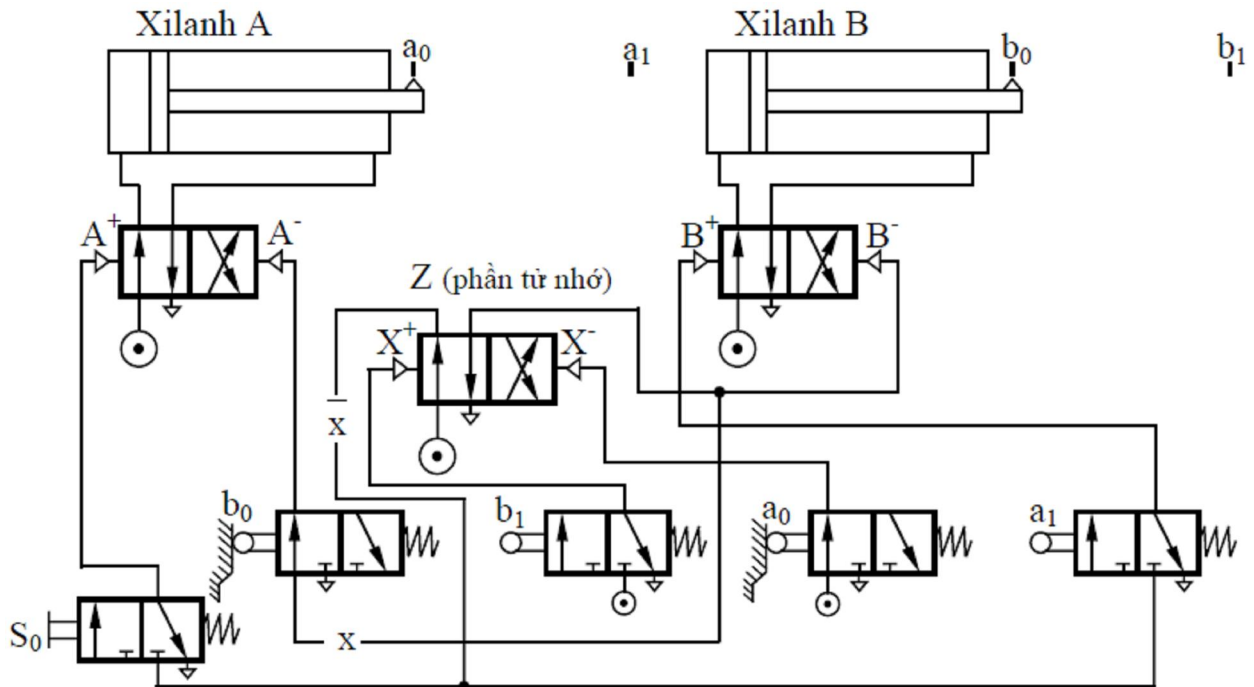 Xilanh A
Xilanh B
a₀
a₁
b₀
b₁
A⁺
A⁻
B⁺
B⁻
Z (phần tử nhớ)
X⁺
X⁻
x̄
b₀
b₁
a₀
a₁
S₀
x